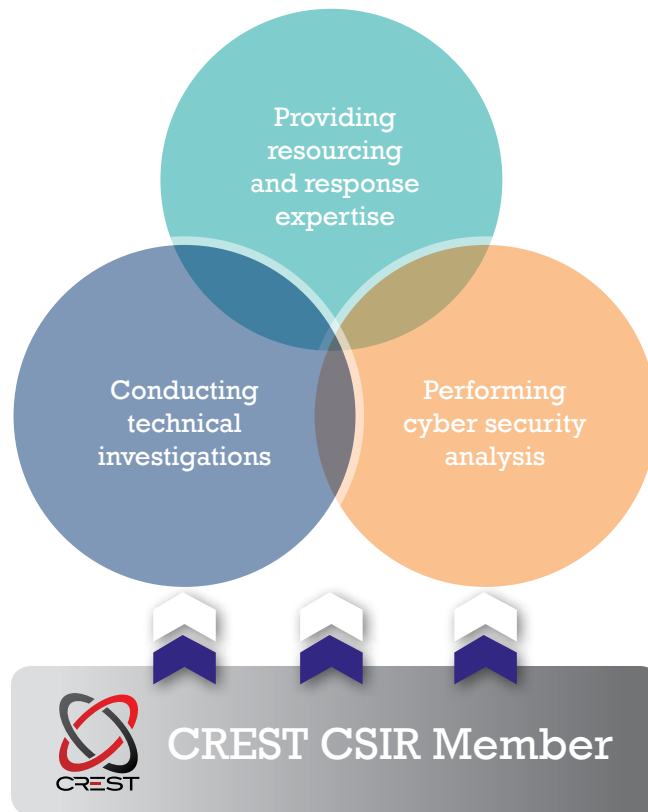 Providing
resourcing
and response
expertise
Conducting
technical
investigations
Performing
cyber security
analysis
CREST CSIR Member
CREST